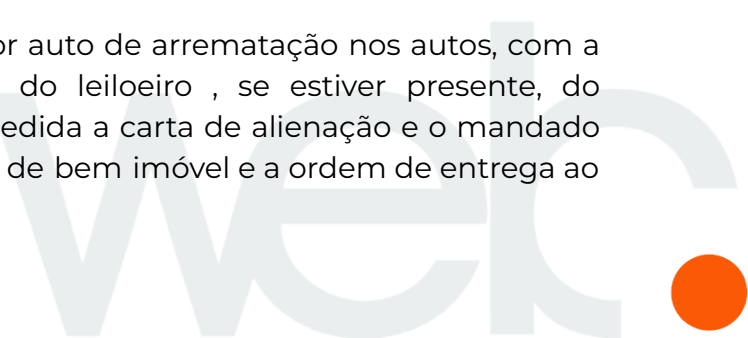 or auto de arrematação nos autos, com a
do leiloeiro , se estiver presente, do
edida a carta de alienação e o mandado
de bem imóvel e a ordem de entrega ao
web